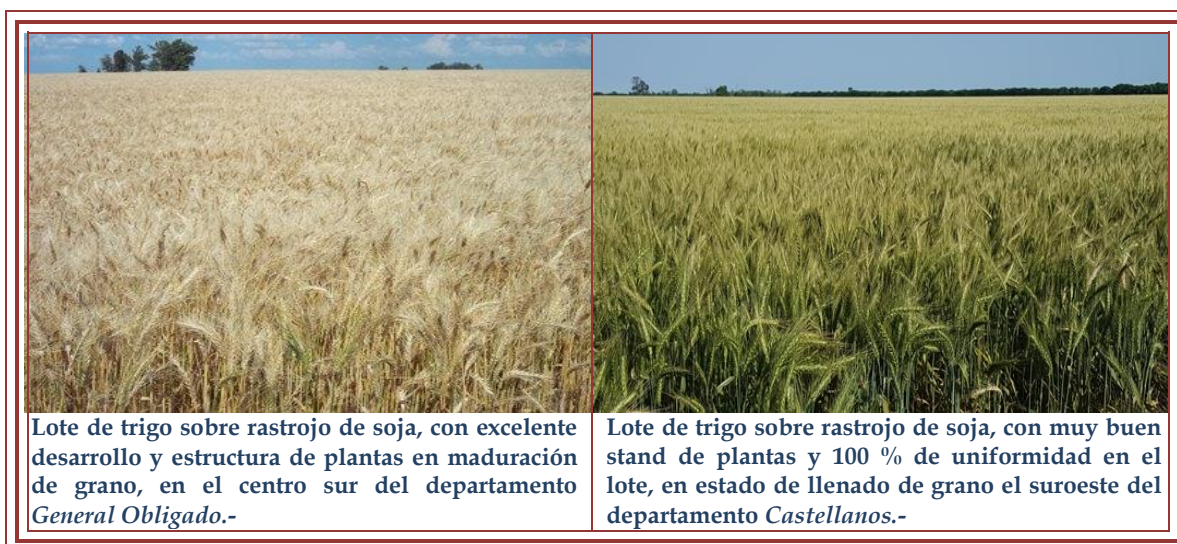 Lote de trigo sobre rastrojo de soja, con excelente
desarrollo y estructura de plantas en maduración
de grano, en el centro sur del departamento
General Obligado.-
Lote de trigo sobre rastrojo de soja, con muy buen
stand de plantas y 100 % de uniformidad en el
lote, en estado de llenado de grano el suroeste del
departamento Castellanos.-